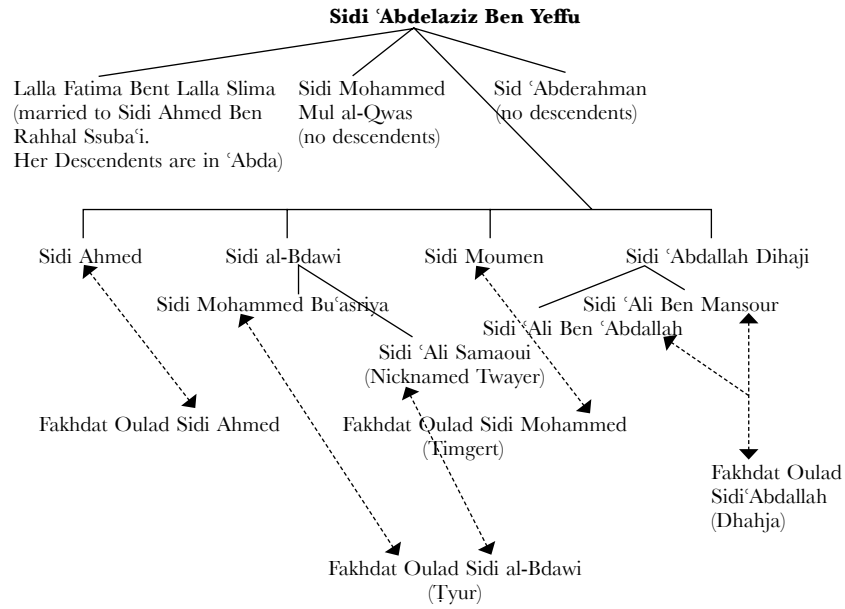 Sidi ʿAbdelaziz Ben Yeffu
Lalla Fatima Bent Lalla Slima
(married to Sidi Ahmed Ben
Rahhal Ssubaʿi.
Her Descendents are in ʿAbda)
Sidi Mohammed
Mul al-Qwas
(no descendents)
Sid ʿAbderahman
(no descendents)
Sidi Ahmed
Sidi al-Bdawi
Sidi Moumen
Sidi ʿAbdallah Dihaji
Sidi Mohammed Buʿasriya
Sidi ʿAli Ben Mansour
Sidi ʿAli Ben ʿAbdallah
Sidi ʿAli Samaoui
(Nicknamed Twayer)
Fakhdat Oulad Sidi Ahmed
Fakhdat Oulad Sidi Mohammed
(Timgert)
Fakhdat Oulad
SidiʿAbdallah
(Dhahja)
Fakhdat Oulad Sidi al-Bdawi
(Ṭyur)